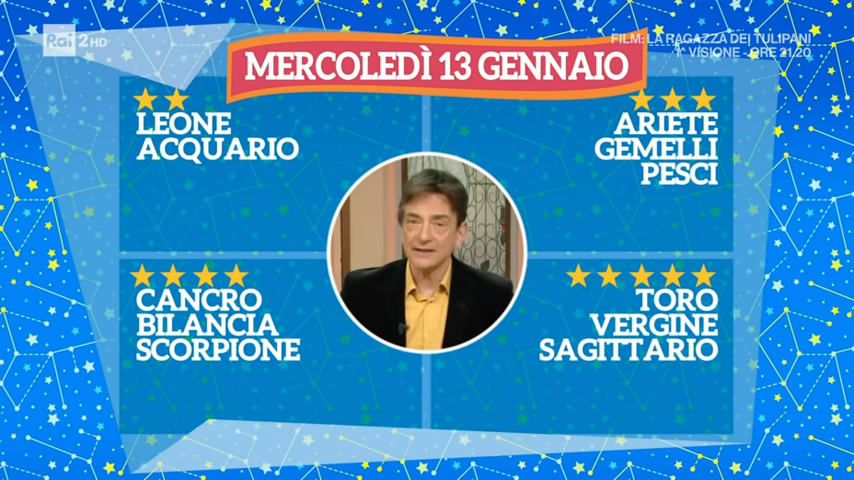 Rai 2 HD
FILM: LA RAGAZZA DEI TULIPANI
1^ VISIONE - ORE 21/20
MERCOLEDÌ 13 GENNAIO
LEONE
ACQUARIO
ARIETE
GEMELLI
PESCI
CANCRO
BILANCIA
SCORPIONE
TORO
VERGINE
SAGITTARIO